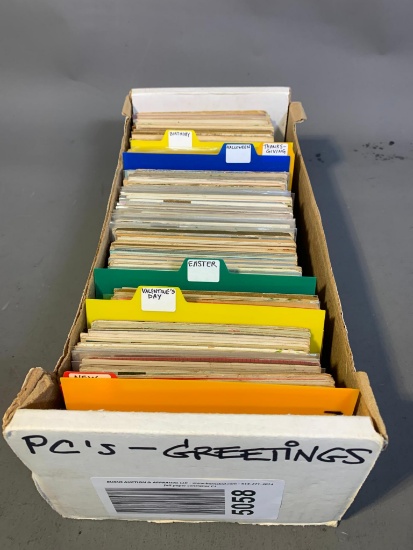 BIRTHDAY
HALLOWEEN
THANKS-
GIVING
EASTER
VALENTINE'S
DAY
NEW
PC'S - GREETINGS
5058